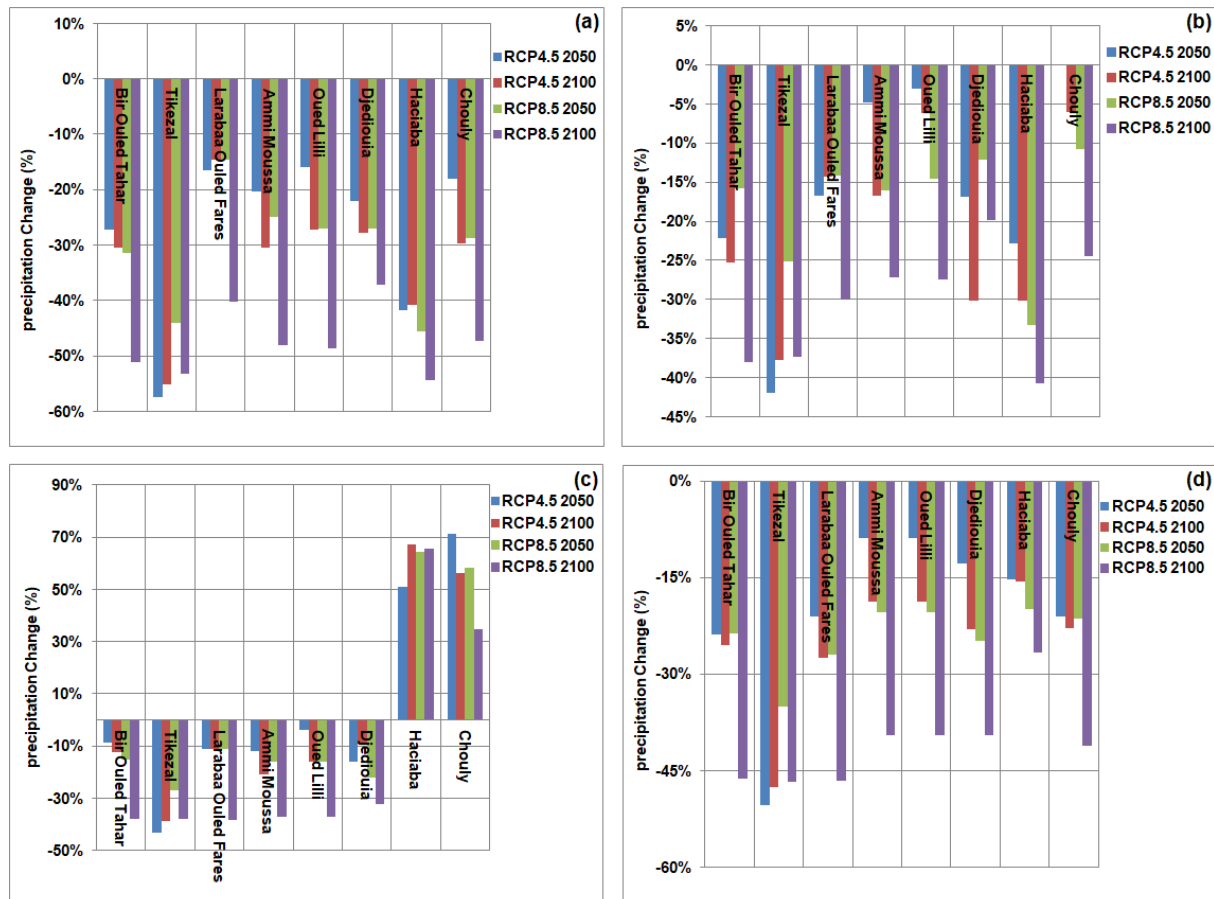 (a)
10%
0%
-10%
-20%
-30%
-40%
-50%
-60%
precipitation Change (%)
Bir Ouled Tahar
Tikezal
Larabaa Ouled Fares
Ammi Moussa
Oued Lilli
Djediouia
Haciaba
Chouly
RCP4.5 2050
RCP4.5 2100
RCP8.5 2050
RCP8.5 2100
(b)
5%
0%
-5%
-10%
-15%
-20%
-25%
-30%
-35%
-40%
-45%
precipitation Change (%)
Bir Ouled Tahar
Tikezal
Larabaa Ouled Fares
Ammi Moussa
Oued Lilli
Djediouia
Haciaba
Chouly
RCP4.5 2050
RCP4.5 2100
RCP8.5 2050
RCP8.5 2100
(c)
90%
70%
50%
30%
10%
-10%
-30%
-50%
precipitation Change (%)
Bir Ouled Tahar
Tikezal
Larabaa Ouled Fares
Ammi Moussa
Oued Lilli
Djediouia
Haciaba
Chouly
RCP4.5 2050
RCP4.5 2100
RCP8.5 2050
RCP8.5 2100
(d)
0%
-15%
-30%
-45%
-60%
precipitation Change (%)
Bir Ouled Tahar
Tikezal
Larabaa Ouled Fares
Ammi Moussa
Oued Lilli
Djediouia
Haciaba
Chouly
RCP4.5 2050
RCP4.5 2100
RCP8.5 2050
RCP8.5 2100